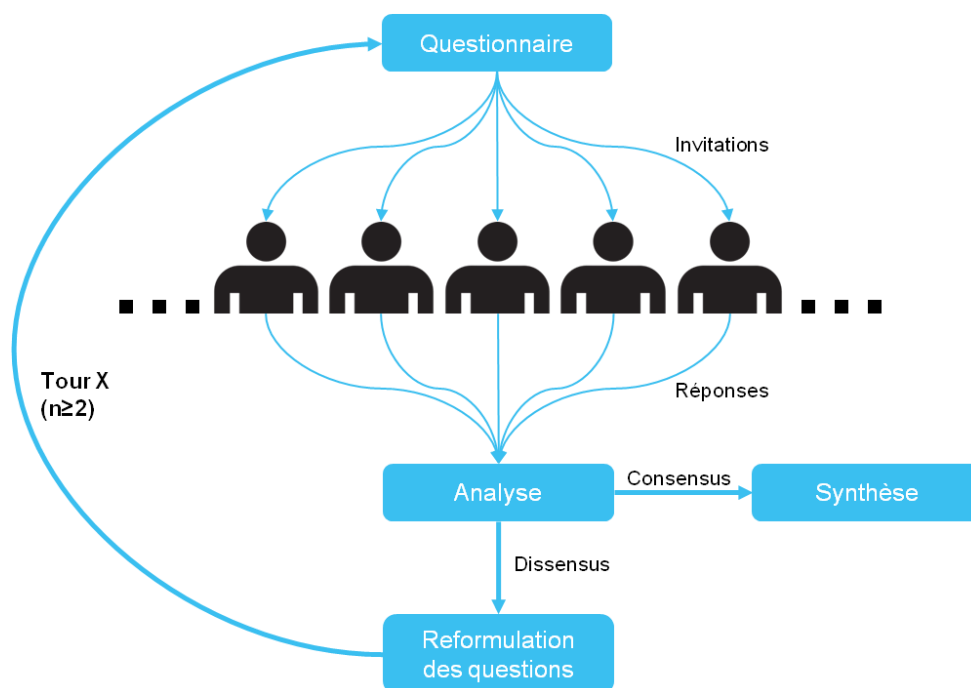 Questionnaire
Invitations
Tour X
(n≥2)
Réponses
Analyse
Consensus
Synthèse
Dissensus
Reformulation
des questions